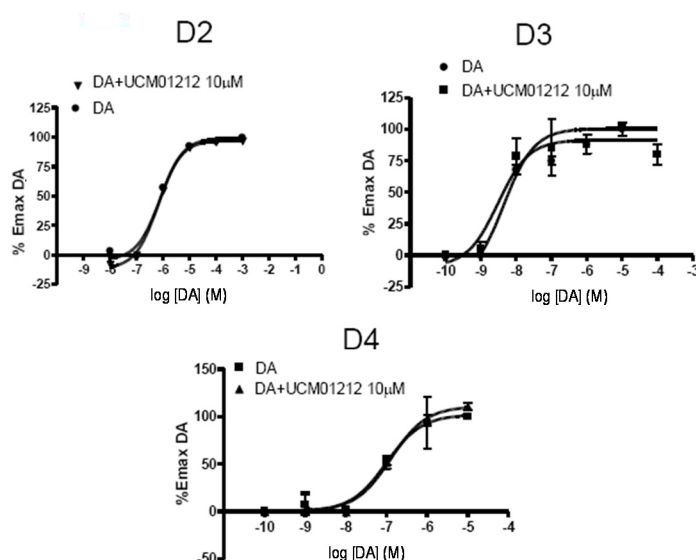 D2
DA+UCM01212 10µM
DA
125
100
75
50
25
0
-25
% Emax DA
-9 -8 -7 -6 -5 -4 -3 -2 -1 0
log [DA] (M)
D3
DA
DA+UCM01212 10µM
125
100
75
50
25
0
-25
% Emax DA
-10 -9 -8 -7 -6 -5 -4 -3
log [DA] (M)
D4
DA
DA+UCM01212 10µM
150
100
50
0
-50
%Emax DA
-10 -9 -8 -7 -6 -5 -4
log [DA] (M)